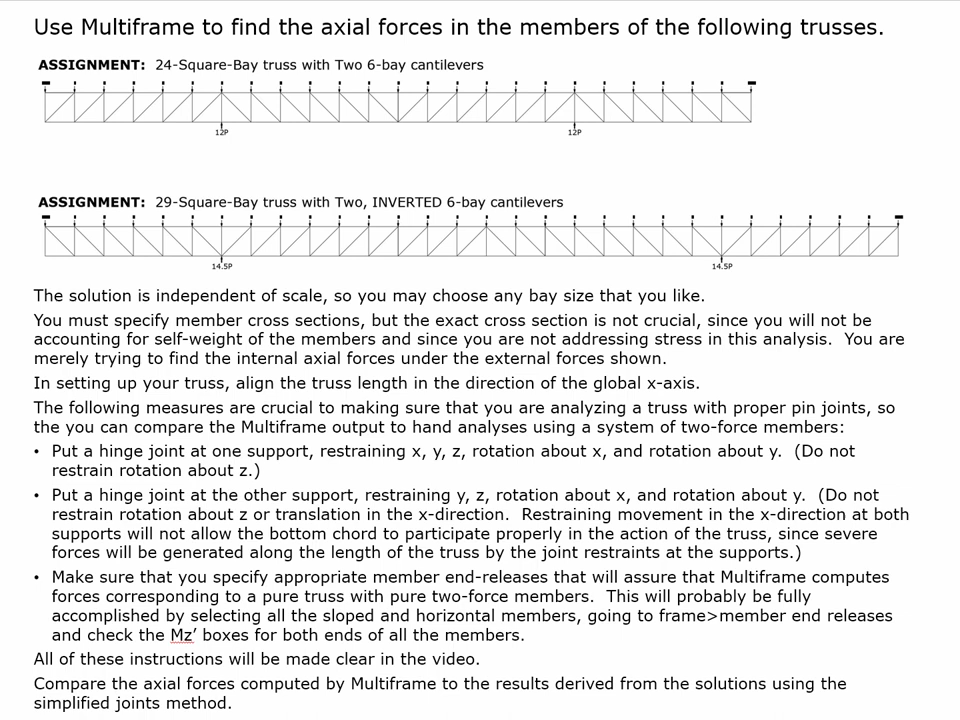 Use Multiframe to find the axial forces in the members of the following trusses.
ASSIGNMENT: 24-Square-Bay truss with Two 6-bay cantilevers
12P
12P
ASSIGNMENT: 29-Square-Bay truss with Two, INVERTED 6-bay cantilevers
14.5P
14.5P
The solution is independent of scale, so you may choose any bay size that you like.
You must specify member cross sections, but the exact cross section is not crucial, since you will not be
accounting for self-weight of the members and since you are not addressing stress in this analysis. You are
merely trying to find the internal axial forces under the external forces shown.
In setting up your truss, align the truss length in the direction of the global x-axis.
The following measures are crucial to making sure that you are analyzing a truss with proper pin joints, so
the you can compare the Multiframe output to hand analyses using a system of two-force members:
• Put a hinge joint at one support, restraining x, y, z, rotation about x, and rotation about y. (Do not
restrain rotation about z.)
• Put a hinge joint at the other support, restraining y, z, rotation about x, and rotation about y. (Do not
restrain rotation about z or translation in the x-direction. Restraining movement in the x-direction at both
supports will not allow the bottom chord to participate properly in the action of the truss, since severe
forces will be generated along the length of the truss by the joint restraints at the supports.)
• Make sure that you specify appropriate member end-releases that will assure that Multiframe computes
forces corresponding to a pure truss with pure two-force members. This will probably be fully
accomplished by selecting all the sloped and horizontal members, going to frame>member end releases
and check the Mz’ boxes for both ends of all the members.
All of these instructions will be made clear in the video.
Compare the axial forces computed by Multiframe to the results derived from the solutions using the
simplified joints method.